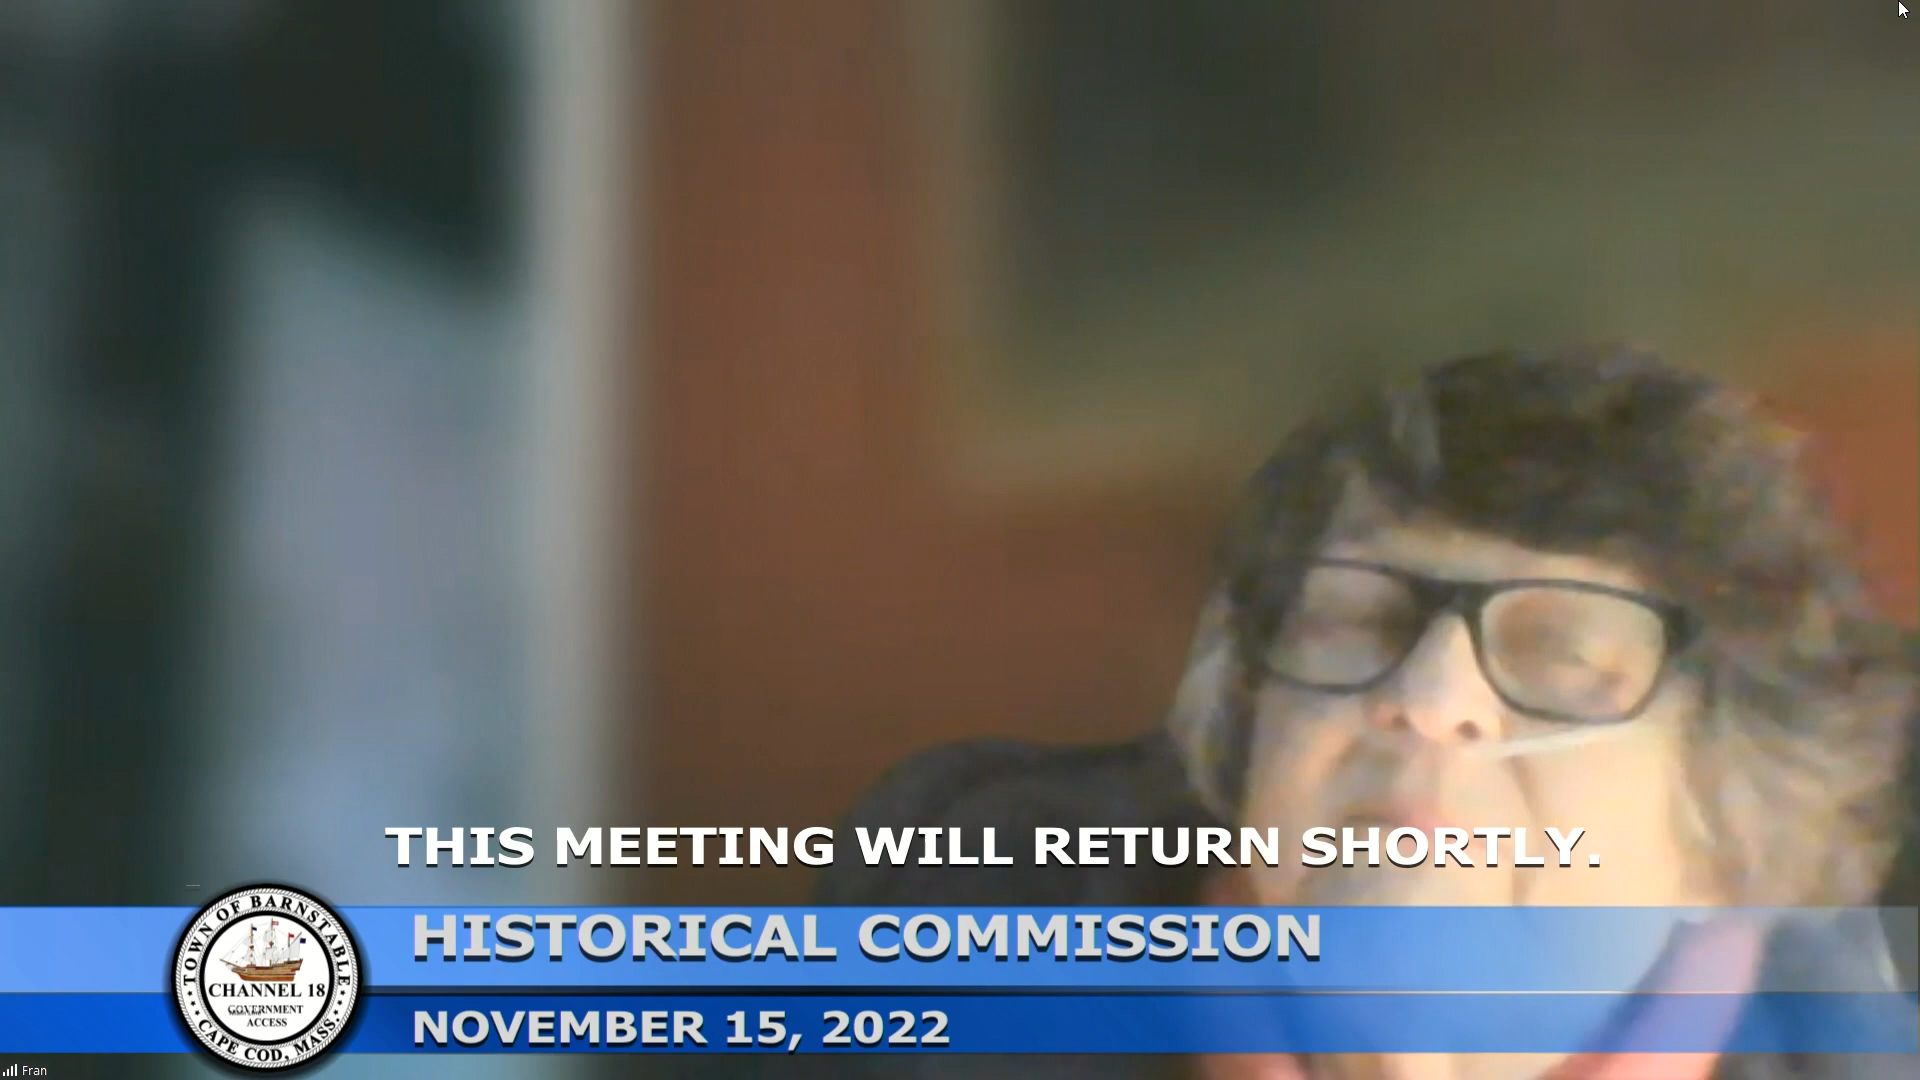 THIS MEETING WILL RETURN SHORTLY.
HISTORICAL COMMISSION
NOVEMBER 15, 2022
TOWN OF BARNSTABLE
CHANNEL 18
GOVERNMENT
ACCESS
CAPE COD, MASS.
Fran